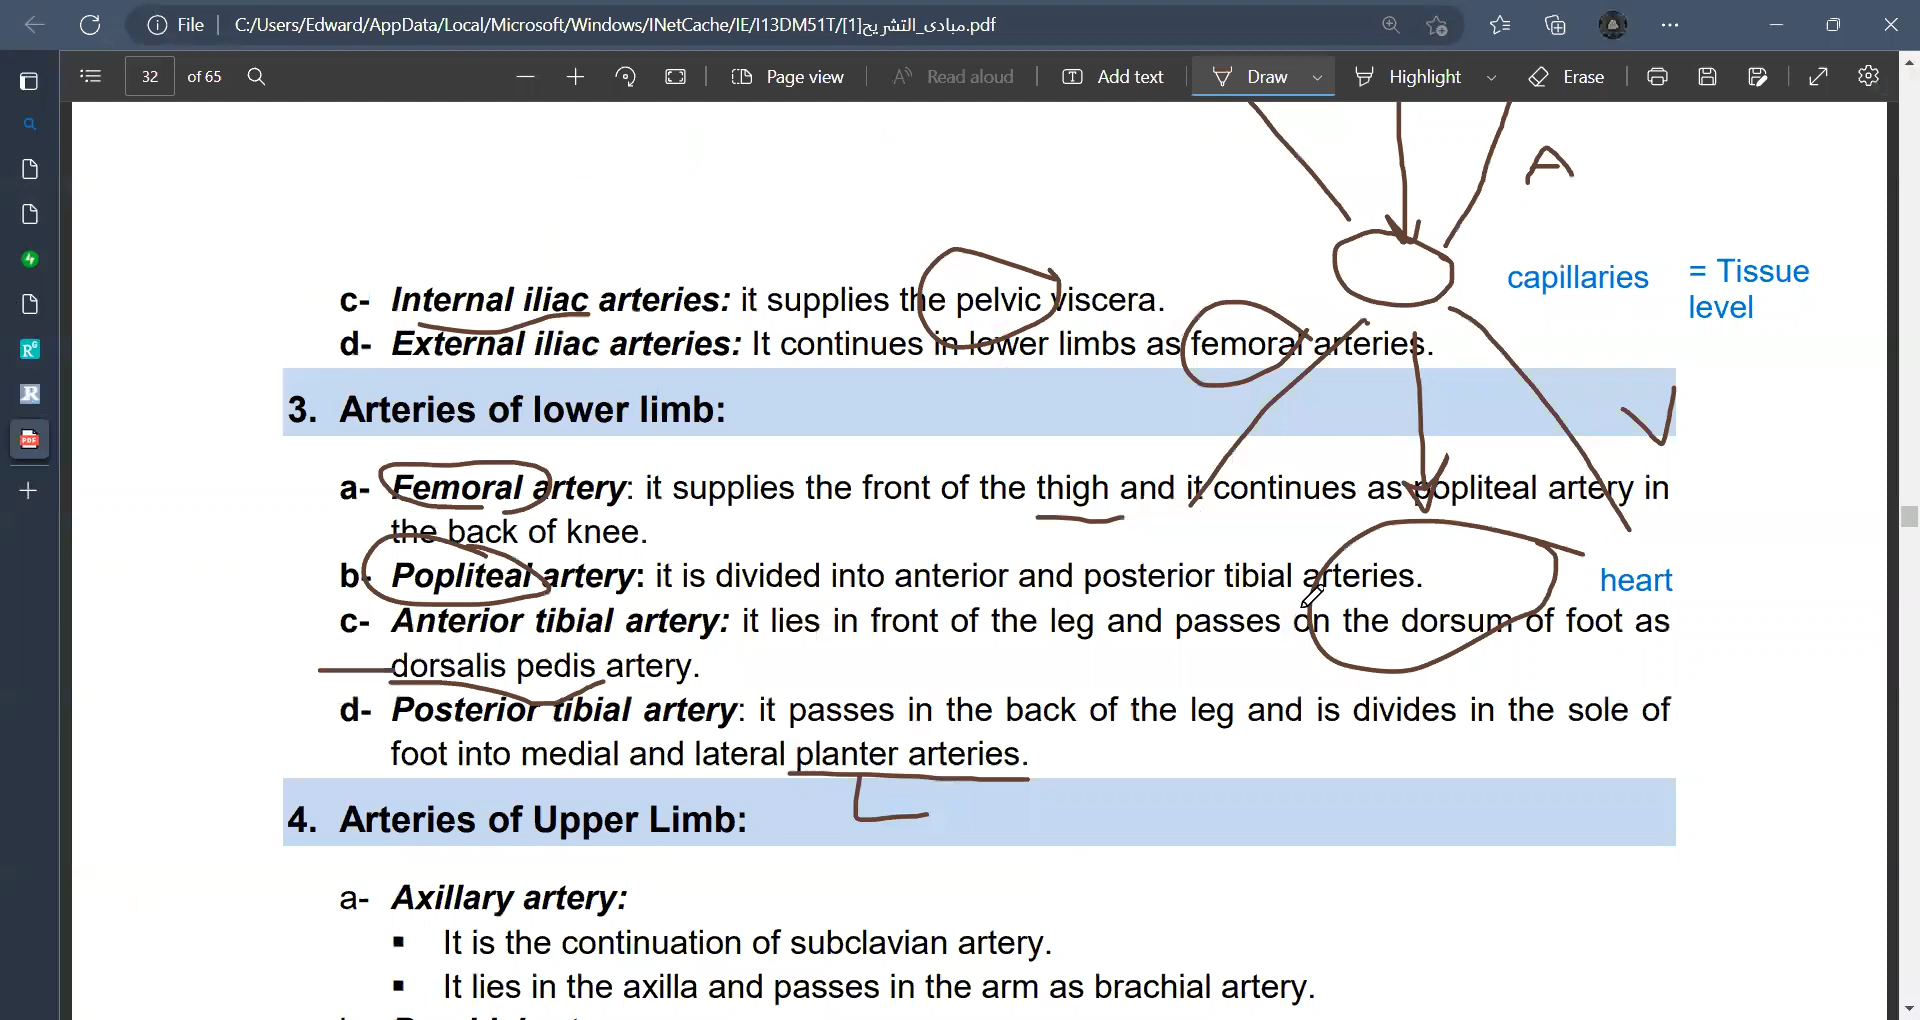 File C:/Users/Edward/AppData/Local/Microsoft/Windows/INetCache/IE/I13DM51T/[1]مبادى_التشريح.pdf
32 of 65 Page view Read aloud Add text Draw Highlight Erase
A
capillaries = Tissue
level
c- Internal iliac arteries: it supplies the pelvic viscera.
d- External iliac arteries: It continues in lower limbs as femoral arteries.
3. Arteries of lower limb:
V
a- Femoral artery: it supplies the front of the thigh and it continues as popliteal artery in
the back of knee.
b- Popliteal artery: it is divided into anterior and posterior tibial arteries.
heart
c- Anterior tibial artery: it lies in front of the leg and passes on the dorsum of foot as
dorsalis pedis artery.
d- Posterior tibial artery: it passes in the back of the leg and is divides in the sole of
foot into medial and lateral planter arteries.
4. Arteries of Upper Limb:
a- Axillary artery:
▪ It is the continuation of subclavian artery.
▪ It lies in the axilla and passes in the arm as brachial artery.